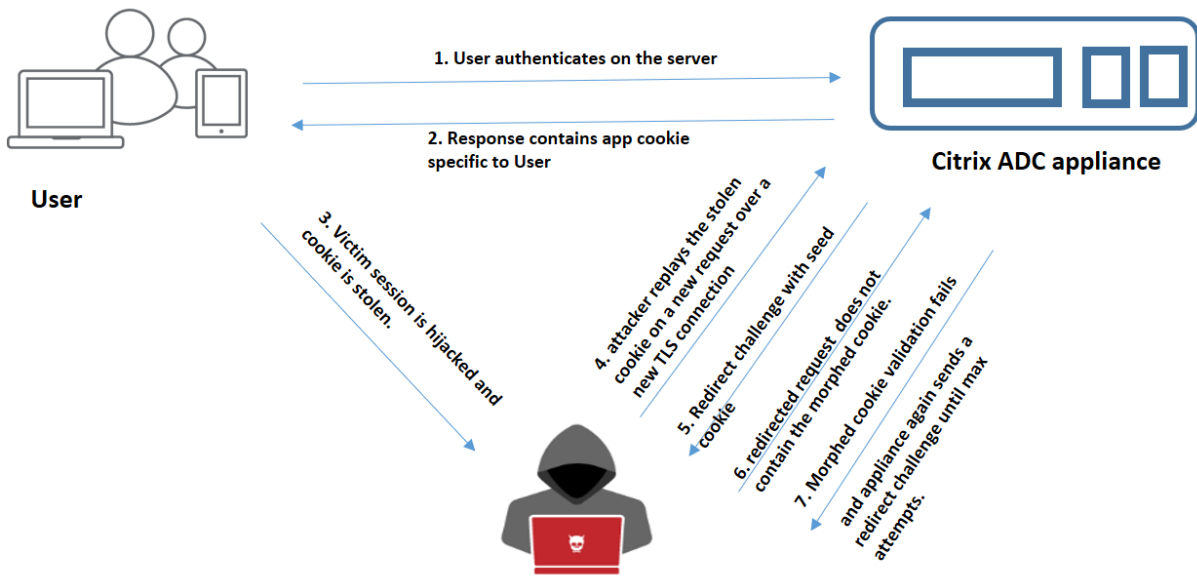 1. User authenticates on the server
2. Response contains app cookie
specific to User
Citrix ADC appliance
User
3. Victim session is hijacked and
cookie is stolen.
4. attacker replays the stolen
cookie on a new request over a
new TLS connection
5. Redirect challenge with seed
cookie
6. redirected request does not
contain the morphed cookie.
7. Morphed cookie validation fails
and appliance again sends a
redirect challenge until max
attempts.